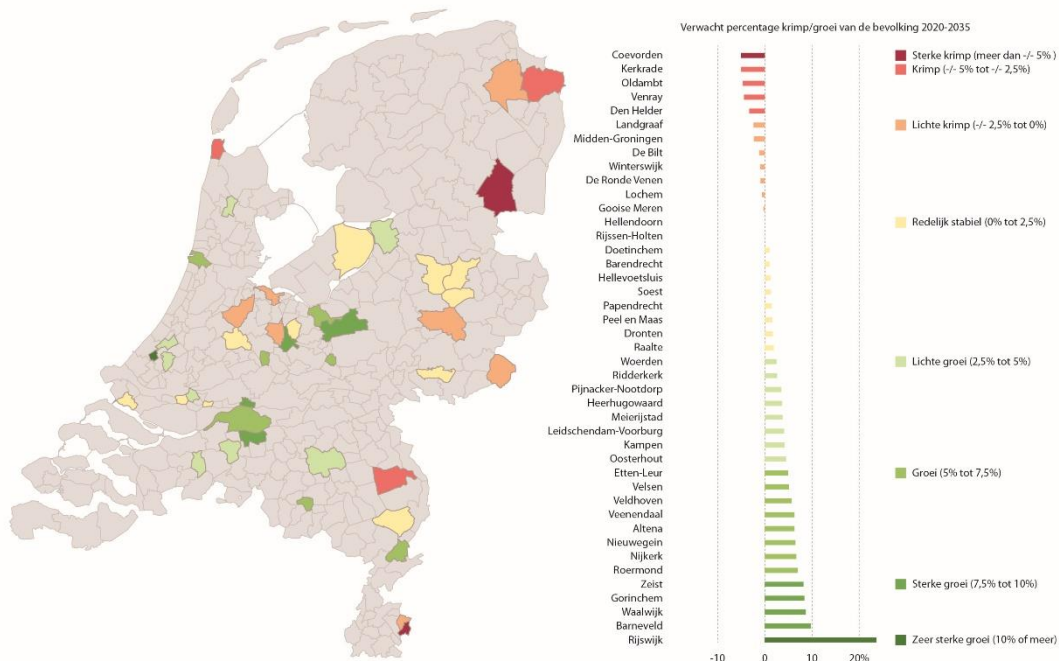 Verwacht percentage krimp/groei van de bevolking 2020-2035
Coevorden
Sterke krimp (meer dan -/- 5% )
Kerkrade
Krimp (-/- 5% tot -/- 2,5%)
Oldambt
Venray
Den Helder
Landgraaf
Lichte krimp (-/- 2,5% tot 0%)
Midden-Groningen
De Bilt
Winterswijk
De Ronde Venen
Lochem
Gooise Meren
Hellendoorn
Redelijk stabiel (0% tot 2,5%)
Rijssen-Holten
Doetinchem
Barendrecht
Hellevoetsluis
Soest
Papendrecht
Peel en Maas
Dronten
Raalte
Woerden
Lichte groei (2,5% tot 5%)
Ridderkerk
Pijnacker-Nootdorp
Heerhugowaard
Meierijstad
Leidschendam-Voorburg
Kampen
Oosterhout
Etten-Leur
Groei (5% tot 7,5%)
Velsen
Veldhoven
Veenendaal
Altena
Nieuwegein
Nijkerk
Roermond
Zeist
Sterke groei (7,5% tot 10%)
Gorinchem
Waalwijk
Barneveld
Rijswijk
Zeer sterke groei (10% of meer)
-10 0 10 20%